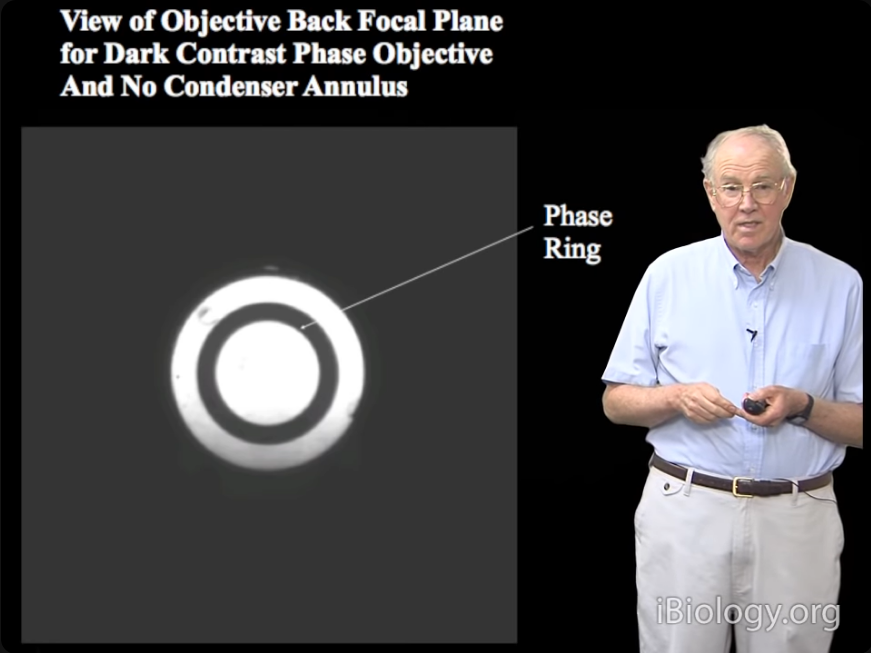 View of Objective Back Focal Plane
for Dark Contrast Phase Objective
And No Condenser Annulus
Phase
Ring
iBiology.org